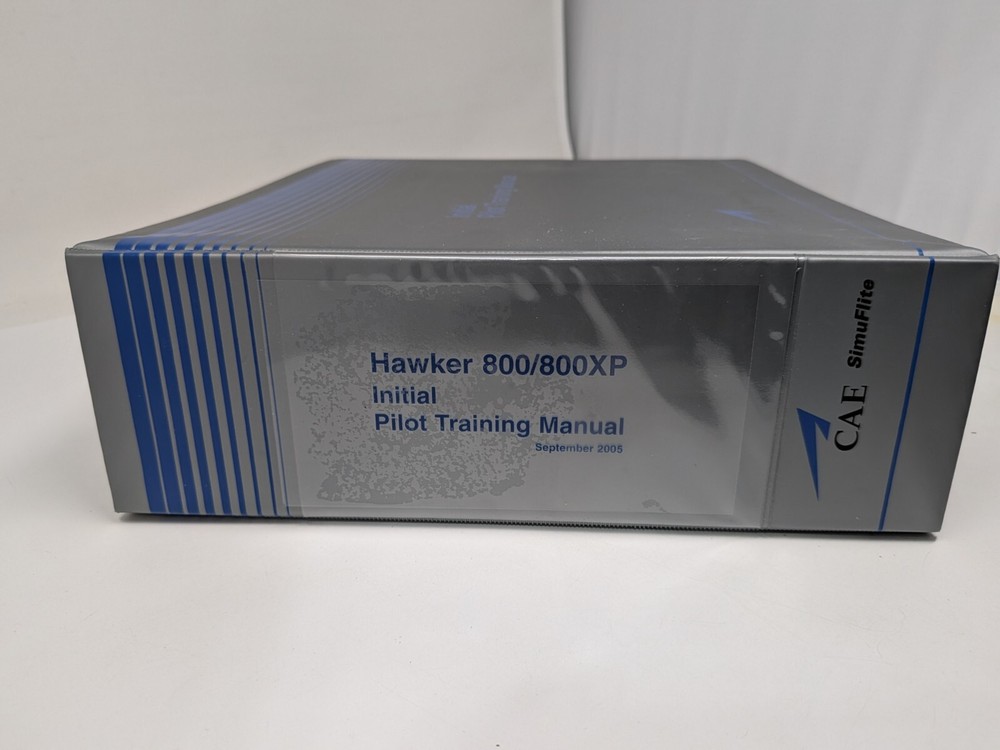 Hawker 800/800XP
Initial
Pilot Training Manual
September 2005
CAE SimuFlite